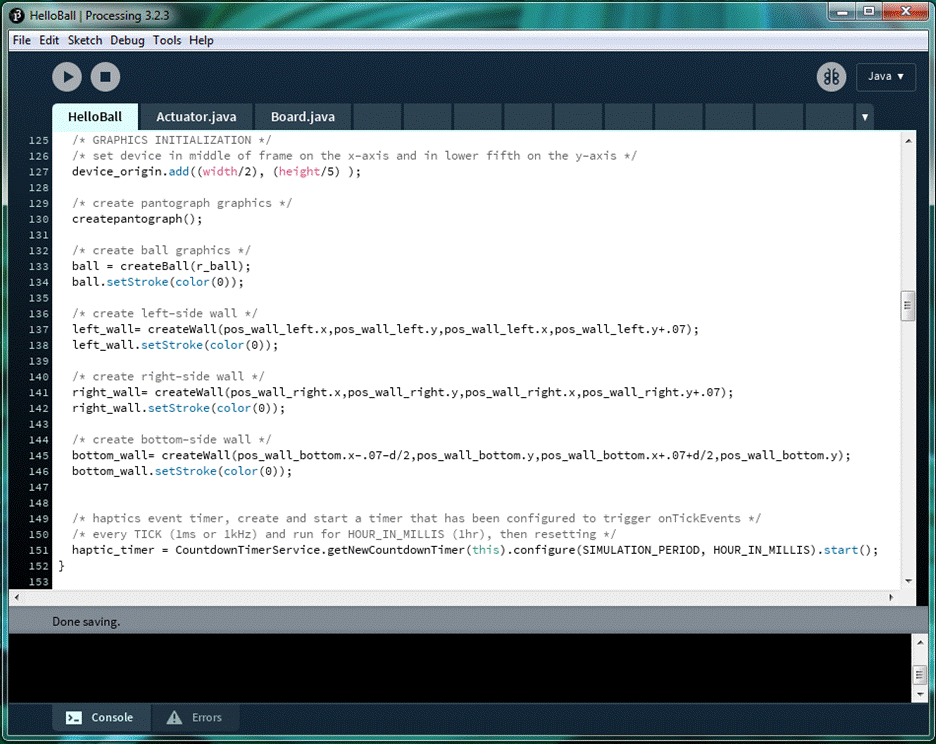 HelloBall | Processing 3.2.3
File Edit Sketch Debug Tools Help
Java ▼
HelloBall Actuator.java Board.java ▼
125 /* GRAPHICS INITIALIZATION */
126 /* set device in middle of frame on the x-axis and in lower fifth on the y-axis */
127 device_origin.add((width/2), (height/5) );
128
129 /* create pantograph graphics */
130 createpantograph();
131
132 /* create ball graphics */
133 ball = createBall(r_ball);
134 ball.setStroke(color(0));
135
136 /* create left-side wall */
137 left_wall= createWall(pos_wall_left.x,pos_wall_left.y,pos_wall_left.x,pos_wall_left.y+.07);
138 left_wall.setStroke(color(0));
139
140 /* create right-side wall */
141 right_wall= createWall(pos_wall_right.x,pos_wall_right.y,pos_wall_right.x,pos_wall_right.y+.07);
142 right_wall.setStroke(color(0));
143
144 /* create bottom-side wall */
145 bottom_wall= createWall(pos_wall_bottom.x-.07-d/2,pos_wall_bottom.y,pos_wall_bottom.x+.07+d/2,pos_wall_bottom.y);
146 bottom_wall.setStroke(color(0));
147
148
149 /* haptics event timer, create and start a timer that has been configured to trigger onTickEvents */
150 /* every TICK (1ms or 1kHz) and run for HOUR_IN_MILLIS (1hr), then resetting */
151 haptic_timer = CountdownTimerService.getNewCountdownTimer(this).configure(SIMULATION_PERIOD, HOUR_IN_MILLIS).start();
152 }
153
Done saving.
Console Errors